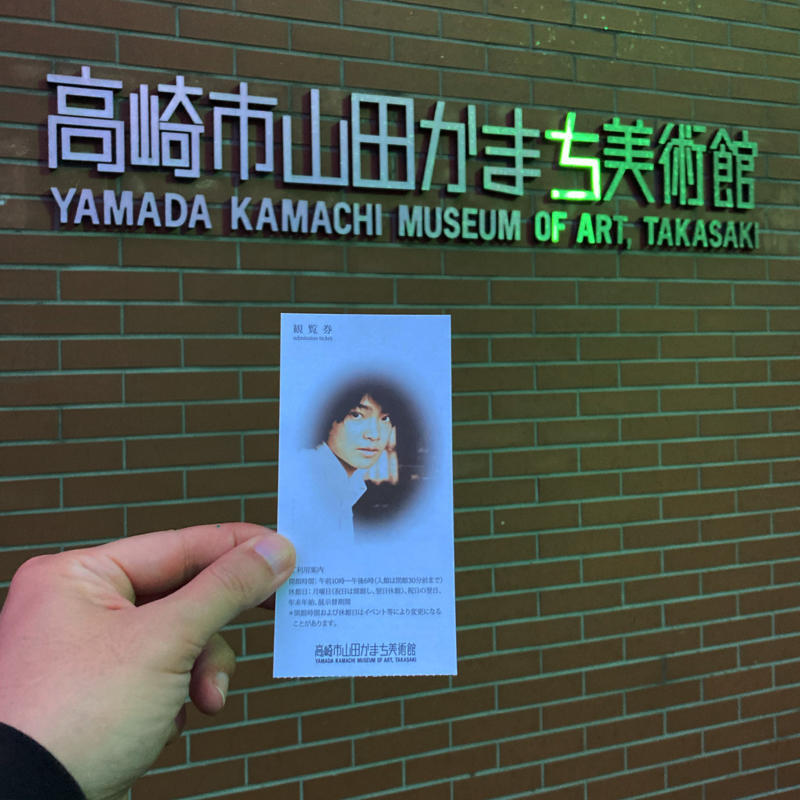 高崎市山田かまち美術館
YAMADA KAMACHI MUSEUM OF ART, TAKASAKI
観覧券
admission ticket
ご利用案内
開館時間：午前10時─午後6時（入館は閉館30分前まで）
休館日：月曜日（祝日は開館し、翌日休館）、祝日の翌日、
年末年始、展示替期間
＊開館時間および休館日はイベント等により変更になる
ことがあります。
高崎市山田かまち美術館
YAMADA KAMACHI MUSEUM OF ART, TAKASAKI